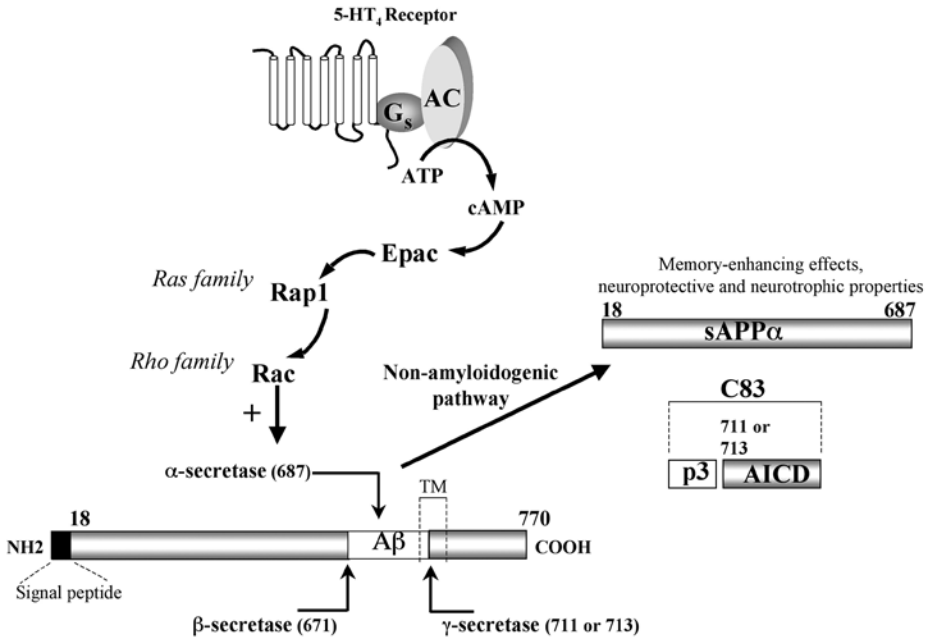 5-HT4 Receptor
Gs
AC
ATP
cAMP
Epac
Ras family
Rap1
Memory-enhancing effects,
neuroprotective and neurotrophic properties
18
687
sAPPα
Rho family
Rac
+
Non-amyloidogenic
pathway
C83
711 or
713
p3
AICD
α-secretase (687)
TM
18
770
NH2
Aβ
COOH
Signal peptide
β-secretase (671)
γ-secretase (711 or 713)